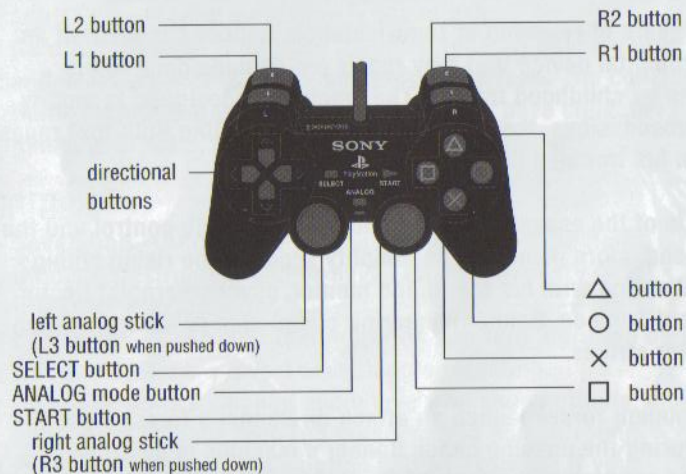 L2 button
R2 button
L1 button
R1 button
L
R
SONY
PlayStation
SELECT
START
ANALOG
directional
buttons
△ button
○ button
× button
□ button
left analog stick
(L3 button when pushed down)
SELECT button
ANALOG mode button
START button
right analog stick
(R3 button when pushed down)